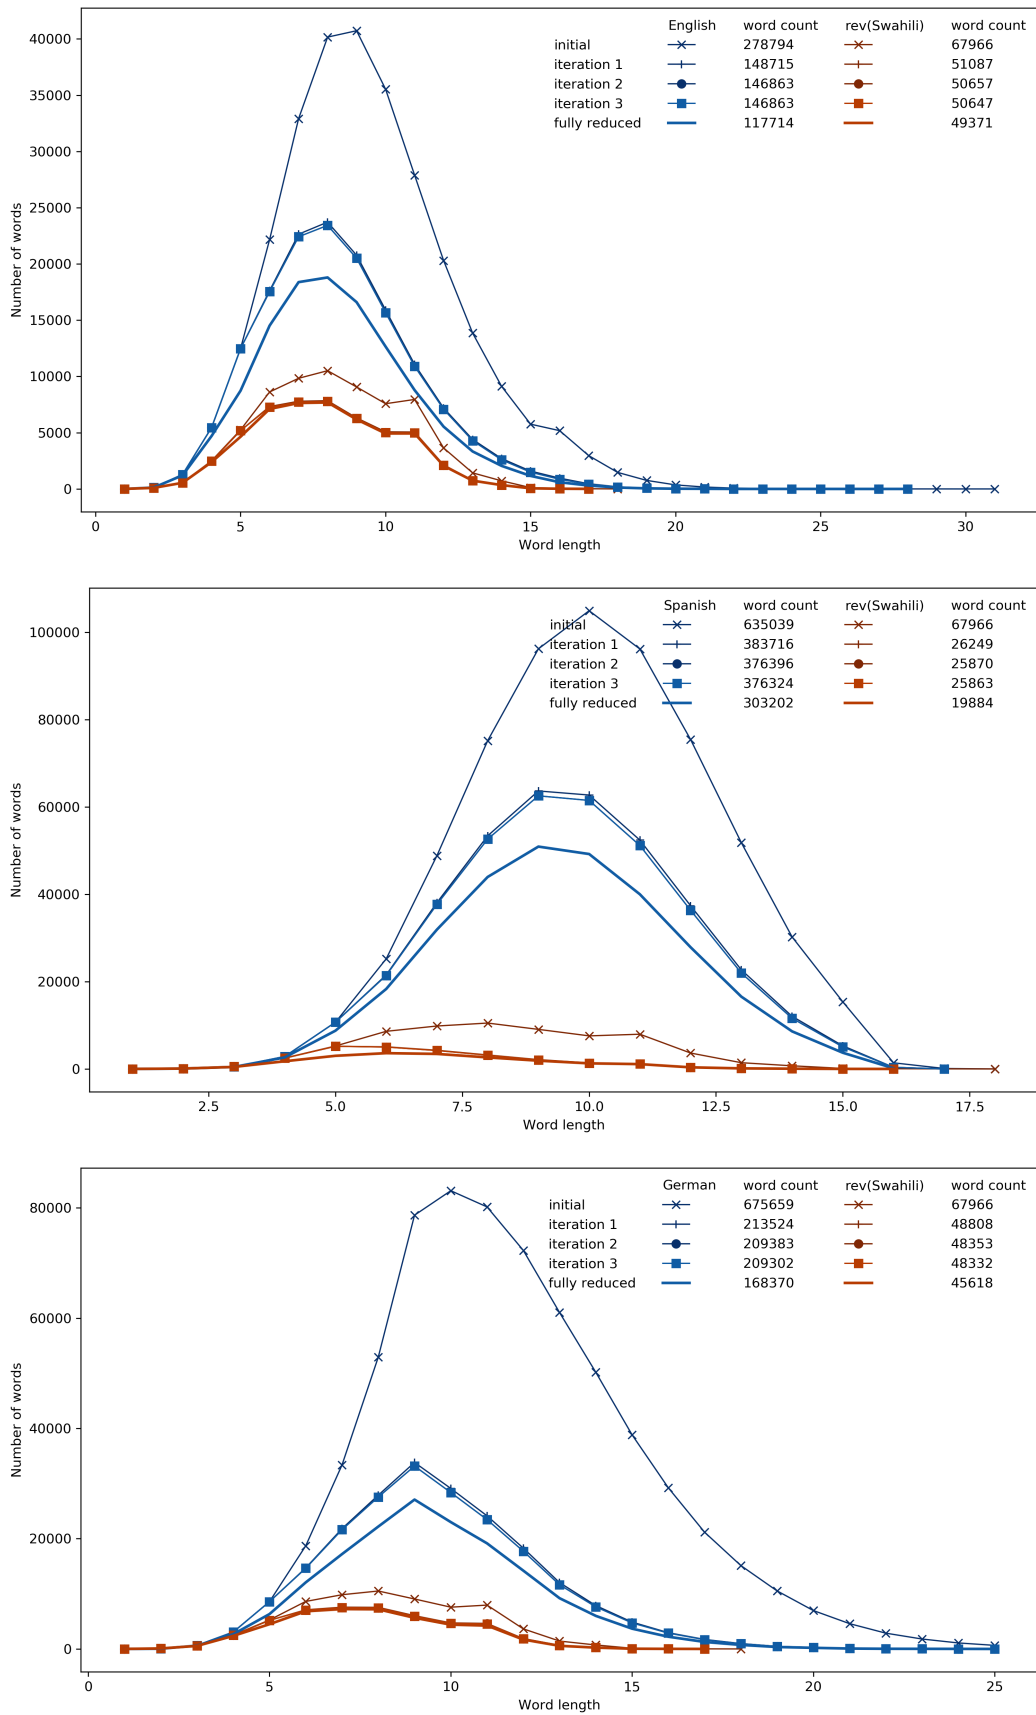 English word count rev(Swahili) word count
initial 278794 67966
iteration 1 148715 51087
iteration 2 146863 50657
iteration 3 146863 50647
fully reduced 117714 49371
40000
35000
30000
25000
20000
15000
10000
5000
0
Number of words
0 5 10 15 20 25 30
Word length
Spanish word count rev(Swahili) word count
initial 635039 67966
iteration 1 383716 26249
iteration 2 376396 25870
iteration 3 376324 25863
fully reduced 303202 19884
100000
80000
60000
40000
20000
0
Number of words
2.5 5.0 7.5 10.0 12.5 15.0 17.5
Word length
German word count rev(Swahili) word count
initial 675659 67966
iteration 1 213524 48808
iteration 2 209383 48353
iteration 3 209302 48332
fully reduced 168370 45618
80000
60000
40000
20000
0
Number of words
0 5 10 15 20 25
Word length